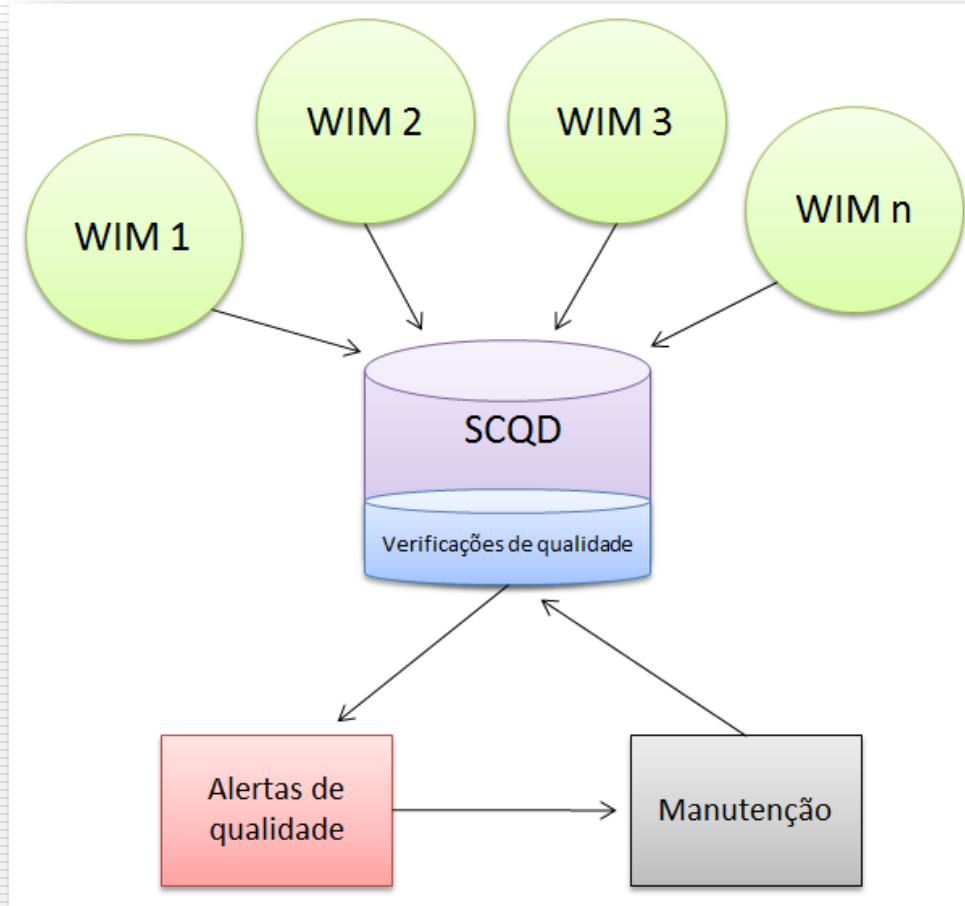 WIM 1
WIM 2
WIM 3
WIM n
SCQD
Verificações de qualidade
Alertas de
qualidade
Manutenção